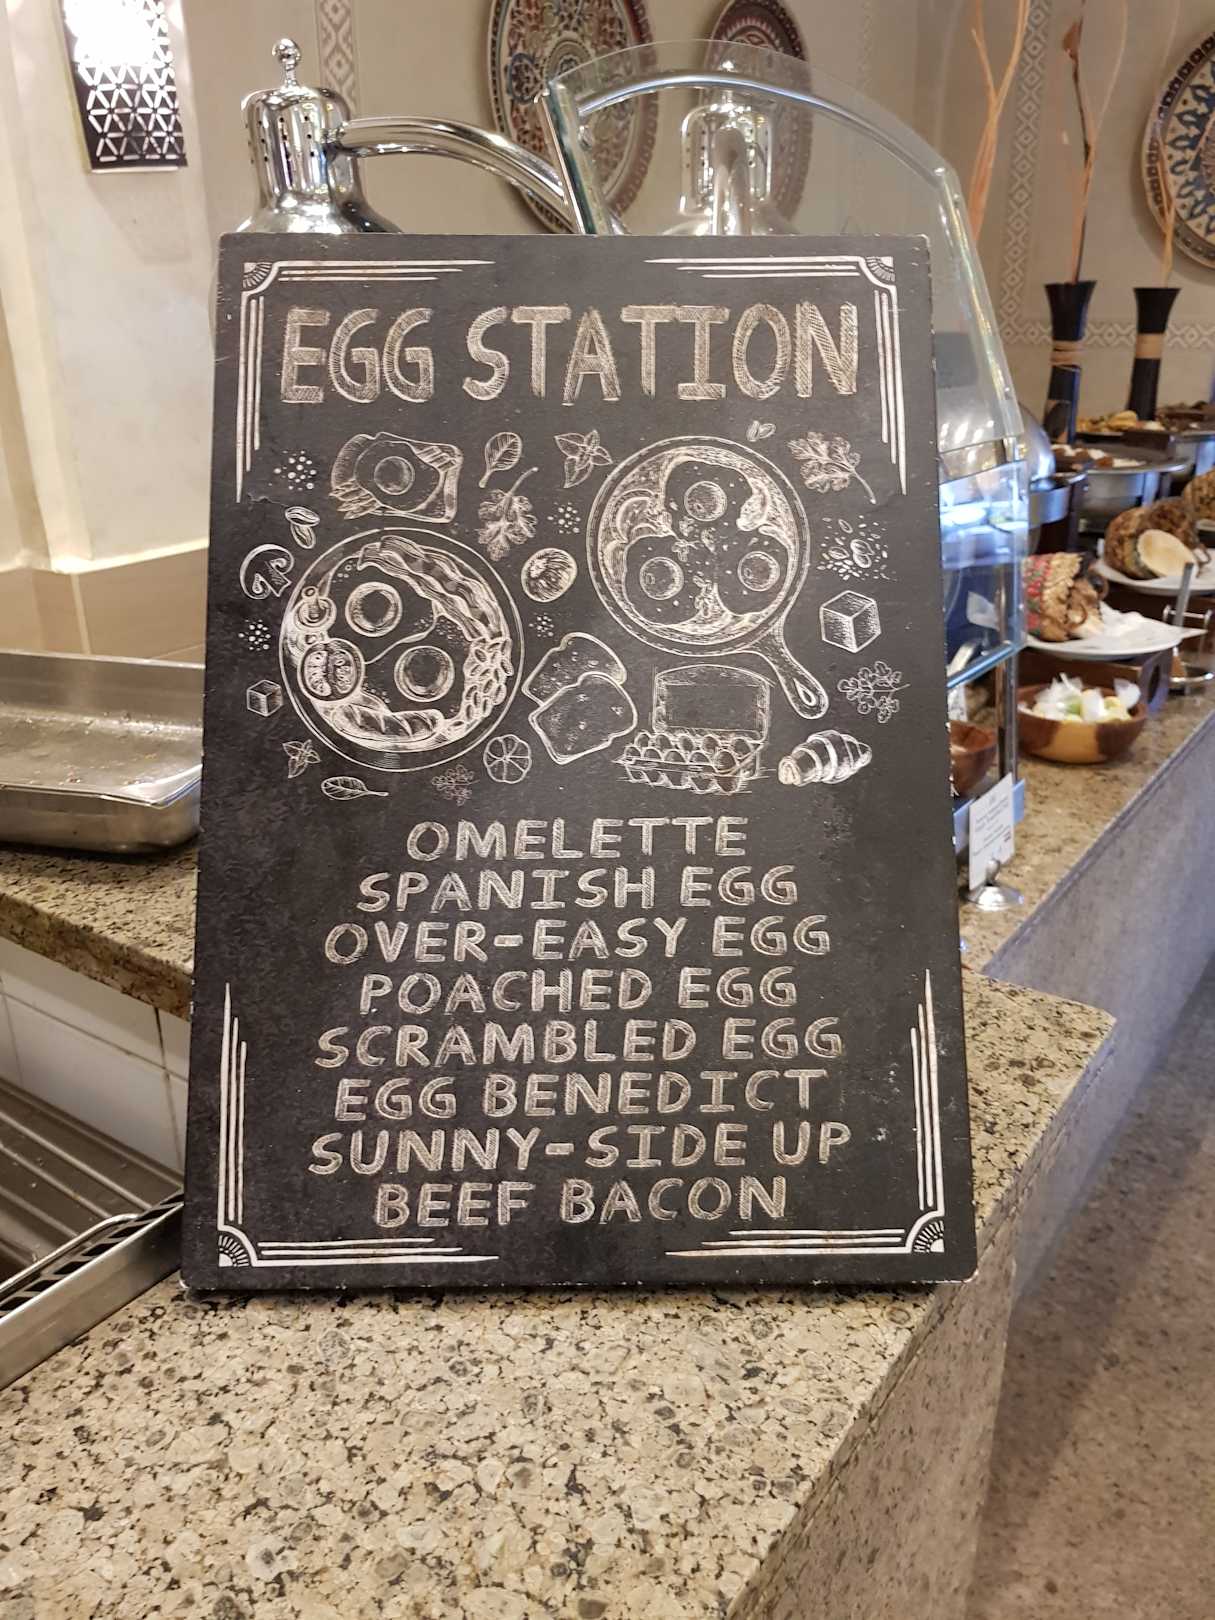 EGG STATION
OMELETTE
SPANISH EGG
OVER-EASY EGG
POACHED EGG
SCRAMBLED EGG
EGG BENEDICT
SUNNY-SIDE UP
BEEF BACON